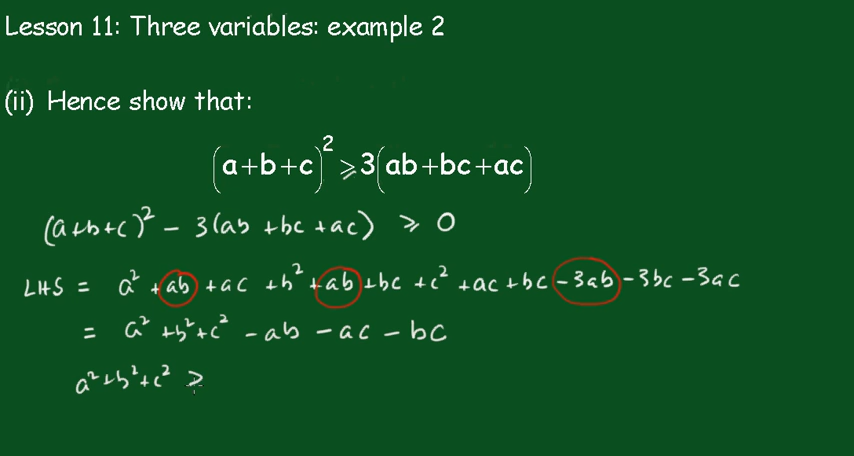 Lesson 11: Three variables: example 2
(ii) Hence show that:
(a+b+c)² ⩾ 3(ab+bc+ac)
(a+b+c)² − 3(ab+bc+ac) ⩾ 0
LHS = a² + ab + ac + b² + ab + bc + c² + ac + bc − 3ab − 3bc − 3ac
= a² + b² + c² − ab − ac − bc
a² + b² + c² ⩾